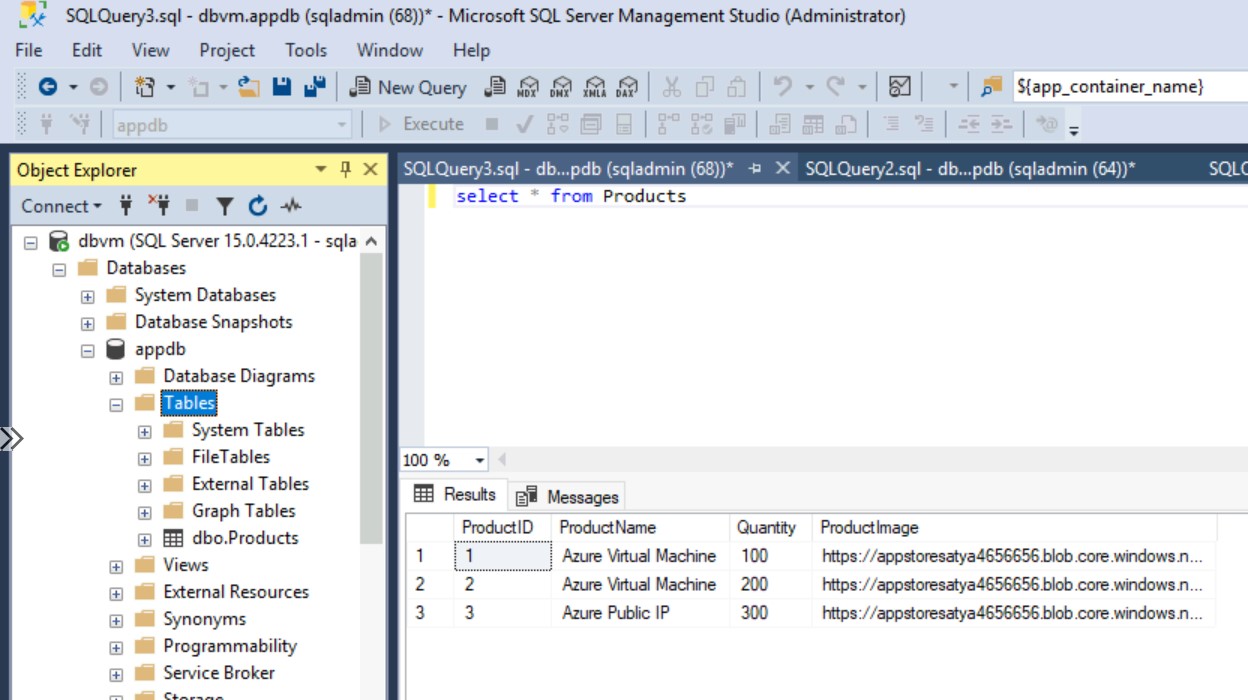 SQLQuery3.sql - dbvm.appdb (sqladmin (68))* - Microsoft SQL Server Management Studio (Administrator)
File Edit View Project Tools Window Help
New Query MDX DMX XMLA DAX ${app_container_name}
appdb Execute
Object Explorer
Connect
dbvm (SQL Server 15.0.4223.1 - sqla
Databases
System Databases
Database Snapshots
appdb
Database Diagrams
Tables
System Tables
FileTables
External Tables
Graph Tables
dbo.Products
Views
External Resources
Synonyms
Programmability
Service Broker
Storage
SQLQuery3.sql - db...pdb (sqladmin (68))* SQLQuery2.sql - db...pdb (sqladmin (64))* SQLQ
select * from Products
100 %
Results Messages
ProductID ProductName Quantity ProductImage
1 1 Azure Virtual Machine 100 https://appstoresatya4656656.blob.core.windows.n...
2 2 Azure Virtual Machine 200 https://appstoresatya4656656.blob.core.windows.n...
3 3 Azure Public IP 300 https://appstoresatya4656656.blob.core.windows.n...